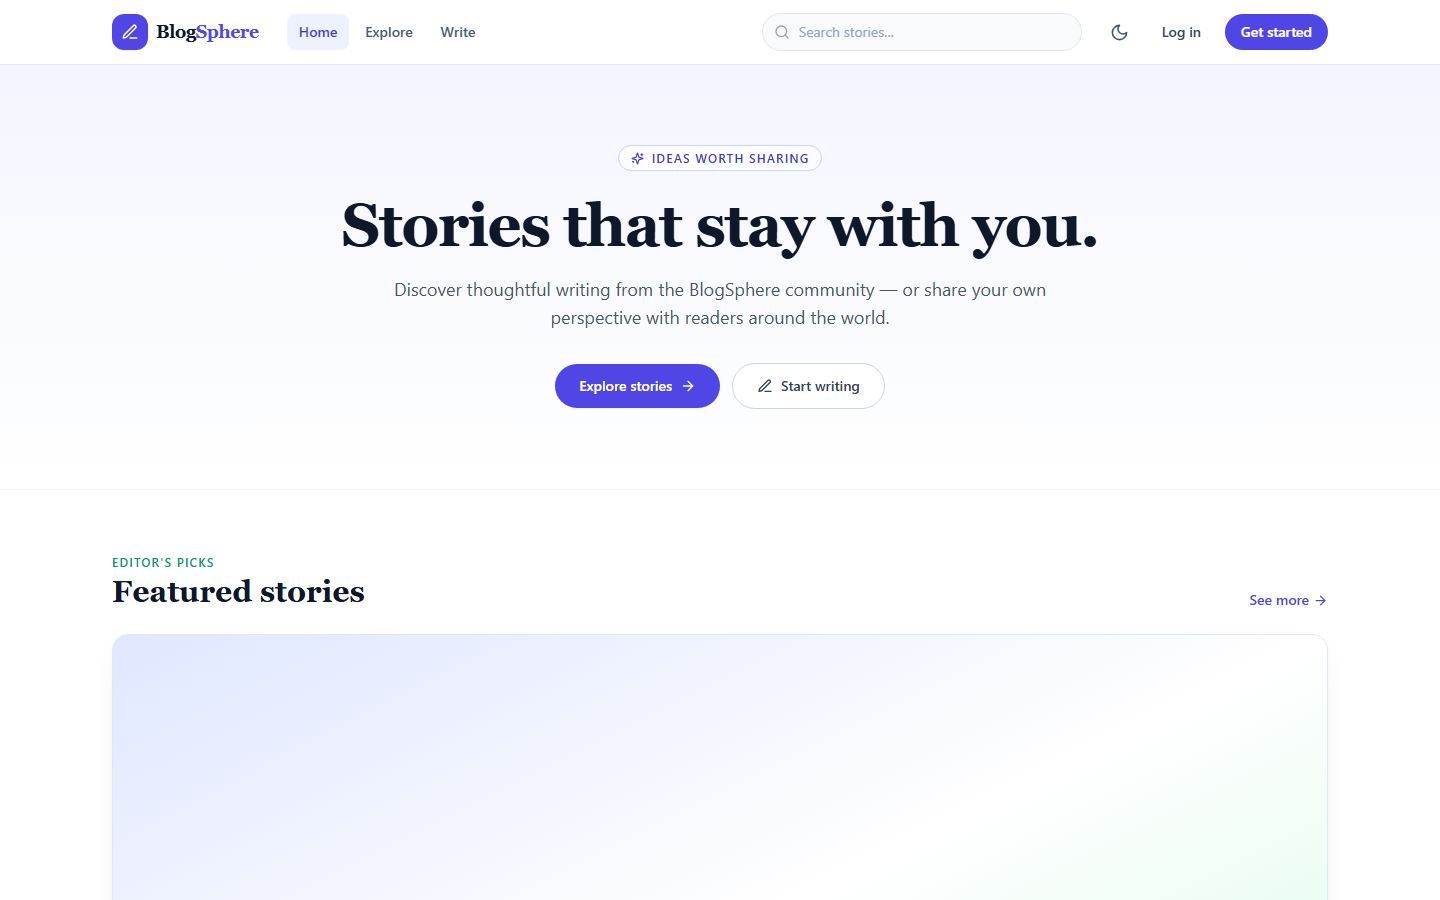 BlogSphere
Home
Explore
Write
Search stories...
Log in
Get started
IDEAS WORTH SHARING
Stories that stay with you.
Discover thoughtful writing from the BlogSphere community — or share your own
perspective with readers around the world.
Explore stories
Start writing
EDITOR'S PICKS
Featured stories
See more